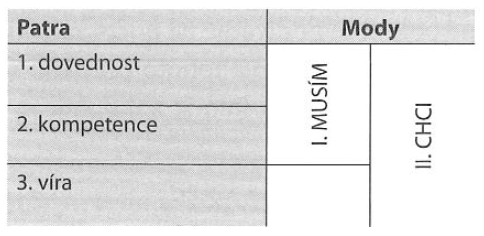 Patra Mody
1. dovednost
2. kompetence
3. víra
I. MUSÍM
II. CHCI